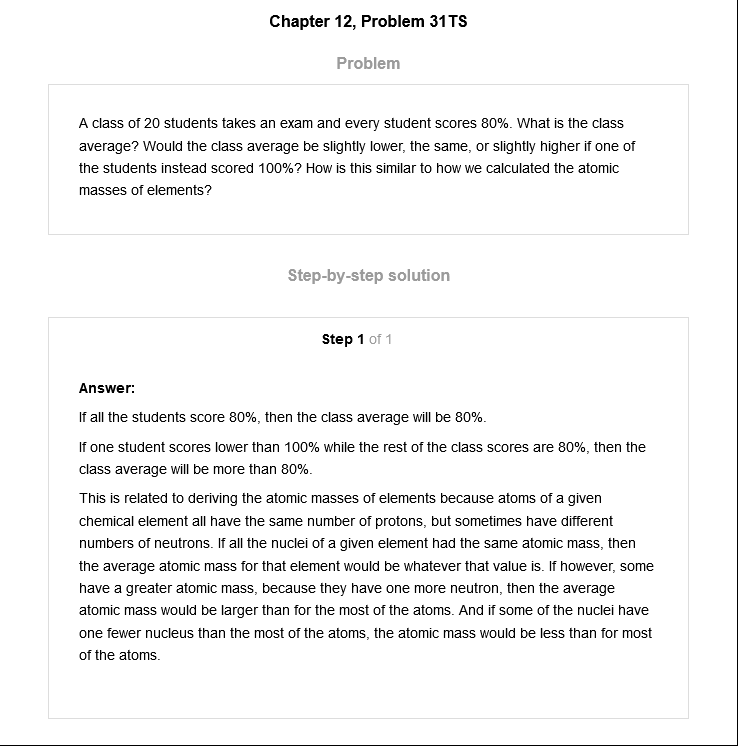 Chapter 12, Problem 31TS
Problem
A class of 20 students takes an exam and every student scores 80%. What is the class
average? Would the class average be slightly lower, the same, or slightly higher if one of
the students instead scored 100%? How is this similar to how we calculated the atomic
masses of elements?
Step-by-step solution
Step 1 of 1
Answer:
If all the students score 80%, then the class average will be 80%.
If one student scores lower than 100% while the rest of the class scores are 80%, then the
class average will be more than 80%.
This is related to deriving the atomic masses of elements because atoms of a given
chemical element all have the same number of protons, but sometimes have different
numbers of neutrons. If all the nuclei of a given element had the same atomic mass, then
the average atomic mass for that element would be whatever that value is. If however, some
have a greater atomic mass, because they have one more neutron, then the average
atomic mass would be larger than for the most of the atoms. And if some of the nuclei have
one fewer nucleus than the most of the atoms, the atomic mass would be less than for most
of the atoms.